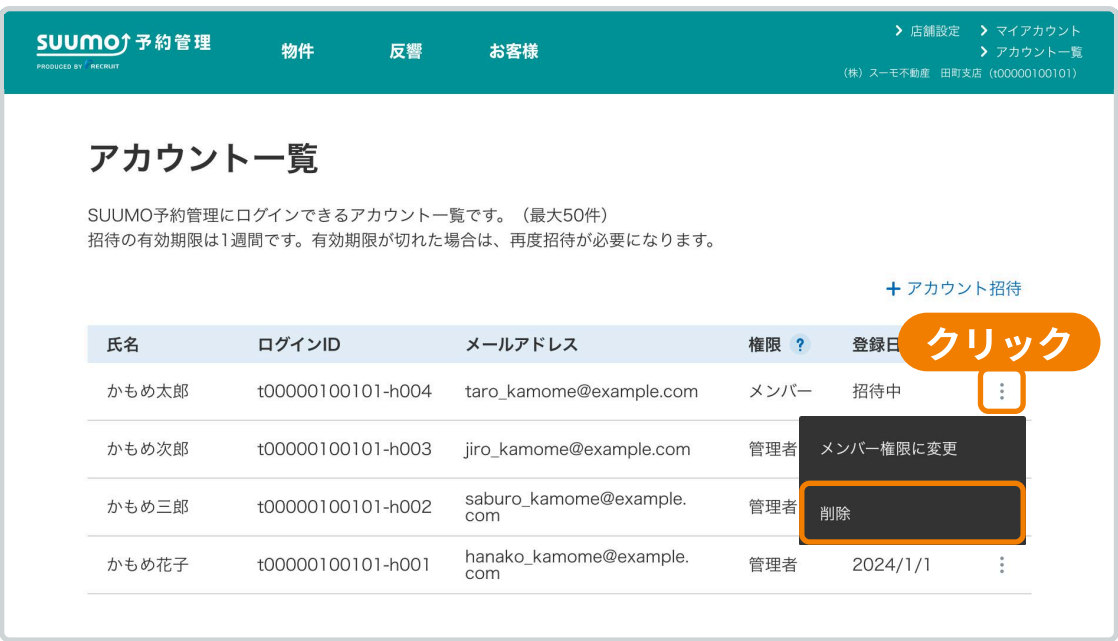 SUUMO 予約管理
PRODUCED BY RECRUIT
物件
反響
お客様
店舗設定
マイアカウント
アカウント一覧
（株）スーモ不動産 田町支店（t00000100101）
アカウント一覧
SUUMO予約管理にログインできるアカウント一覧です。（最大50件）
招待の有効期限は1週間です。有効期限が切れた場合は、再度招待が必要になります。
+ アカウント招待
氏名 ログインID メールアドレス 権限 ? 登録日
クリック
かもめ太郎 t00000100101-h004 taro_kamome@example.com メンバー 招待中
かもめ次郎 t00000100101-h003 jiro_kamome@example.com 管理者
メンバー権限に変更
かもめ三郎 t00000100101-h002 saburo_kamome@example.
com 管理者
削除
かもめ花子 t00000100101-h001 hanako_kamome@example.
com 管理者 2024/1/1